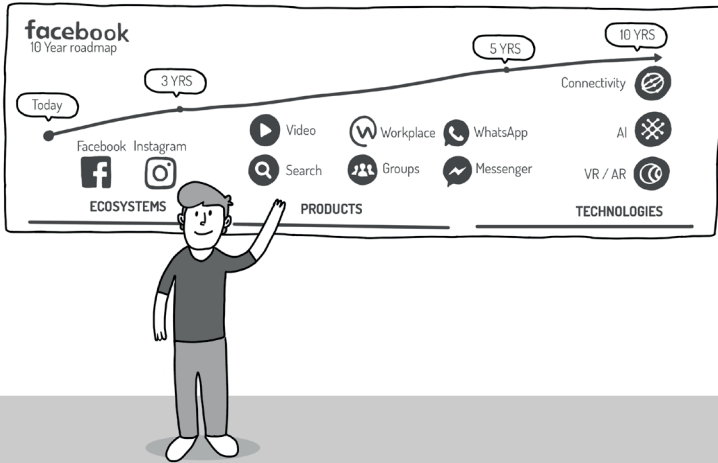 facebook
10 Year roadmap
Today
3 YRS
5 YRS
10 YRS
Facebook Instagram
Video
Search
Workplace
Groups
WhatsApp
Messenger
Connectivity
AI
VR / AR
ECOSYSTEMS
PRODUCTS
TECHNOLOGIES